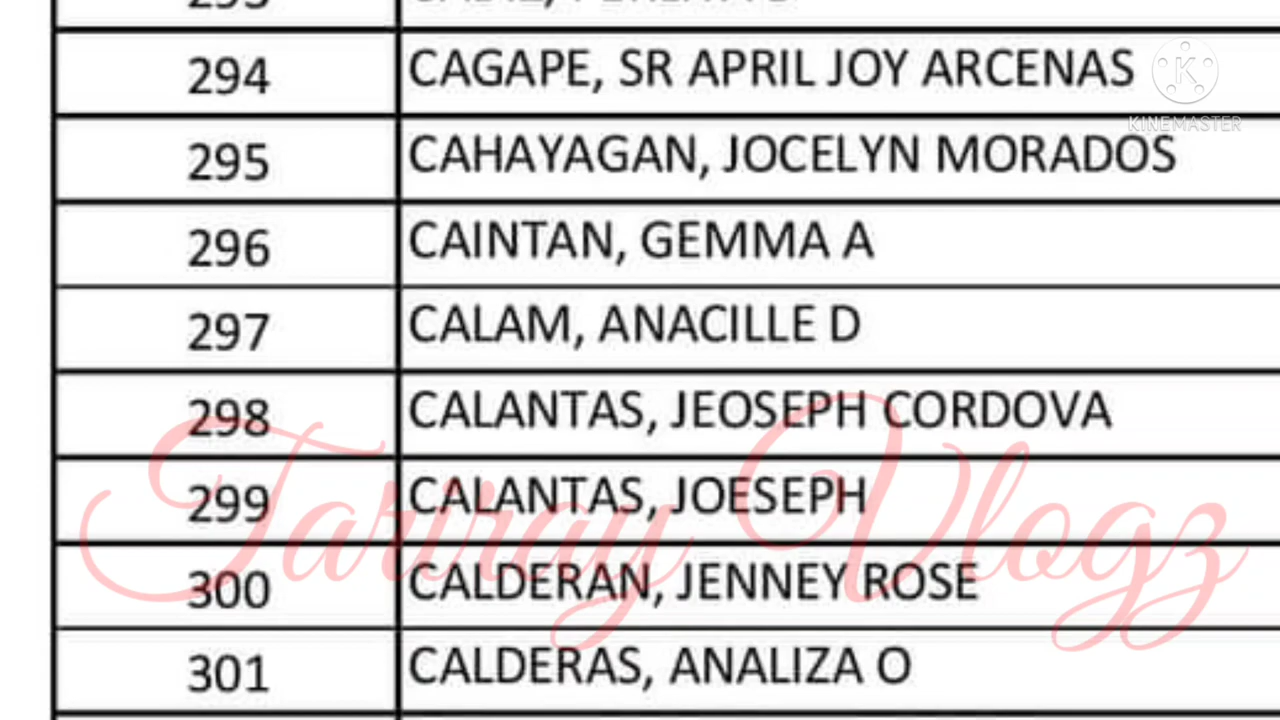 294 CAGAPE, SR APRIL JOY ARCENAS
KINEMASTER
295 CAHAYAGAN, JOCELYN MORADOS
296 CAINTAN, GEMMA A
297 CALAM, ANACILLE D
298 CALANTAS, JEOSEPH CORDOVA
299 CALANTAS, JOESEPH
Tartray Vlogz
300 CALDERAN, JENNEY ROSE
301 CALDERAS, ANALIZA O